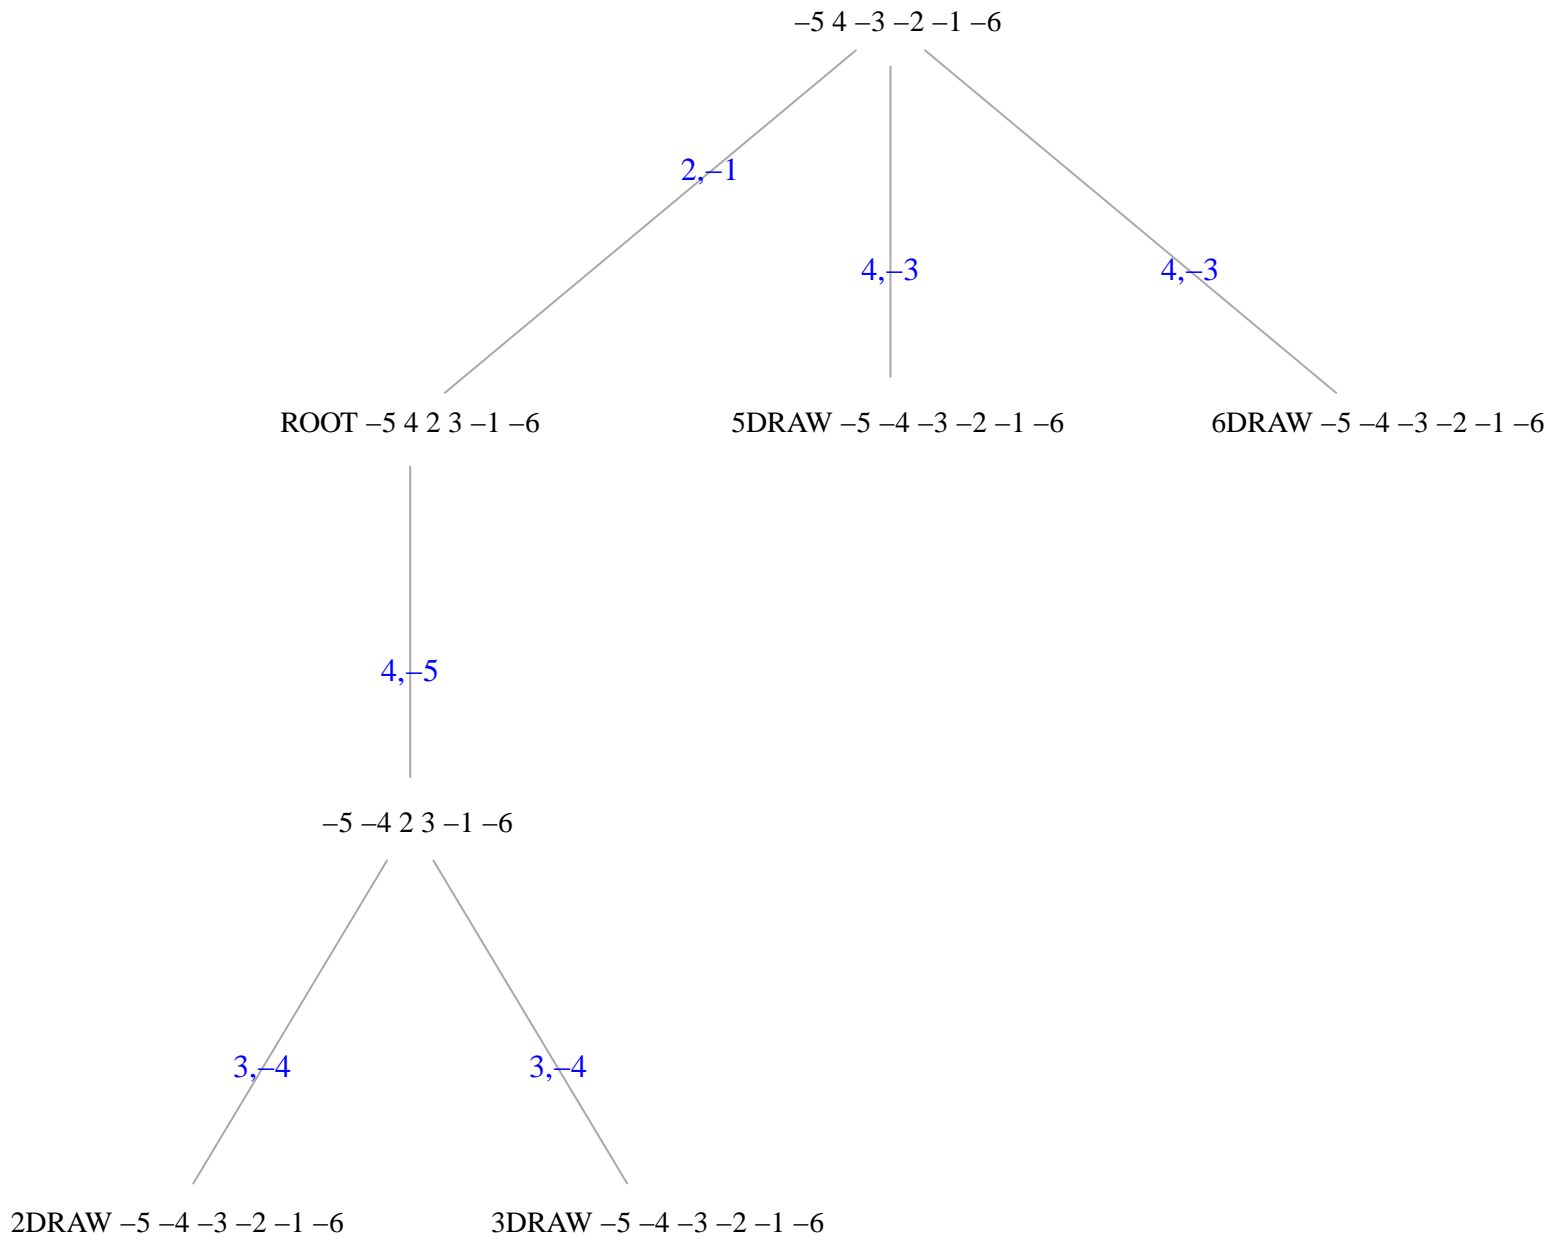 –5 4 –3 –2 –1 –6
2,–1
4,–3
4,–3
ROOT –5 4 2 3 –1 –6
5DRAW –5 –4 –3 –2 –1 –6
6DRAW –5 –4 –3 –2 –1 –6
4,–5
–5 –4 2 3 –1 –6
3,–4
3,–4
2DRAW –5 –4 –3 –2 –1 –6
3DRAW –5 –4 –3 –2 –1 –6